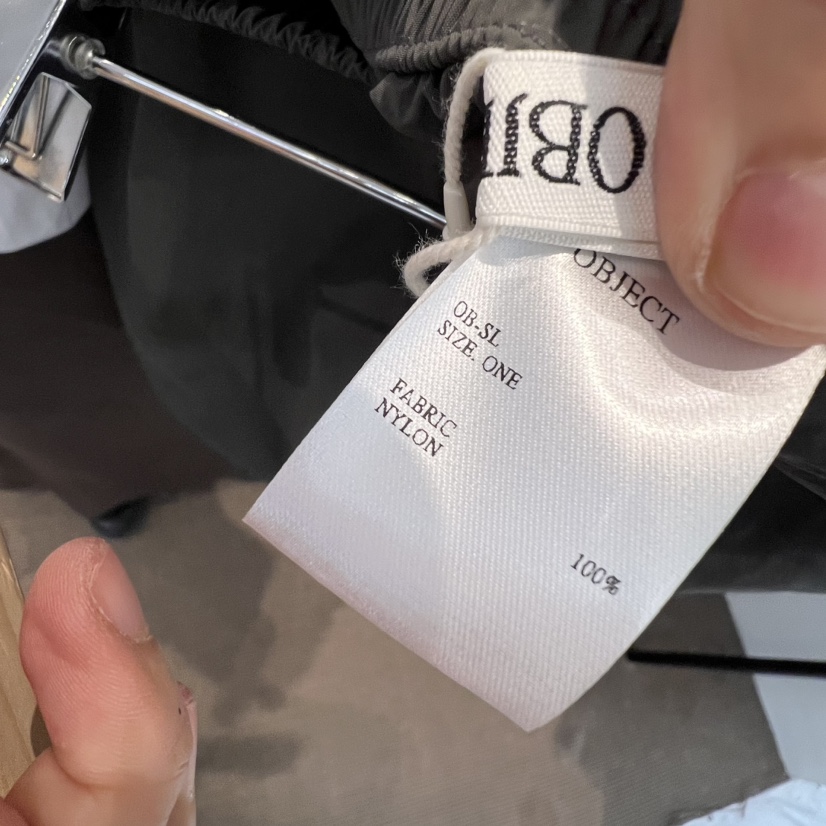 OBJECT
OB-SL
SIZE. ONE
FABRIC
NYLON 100%